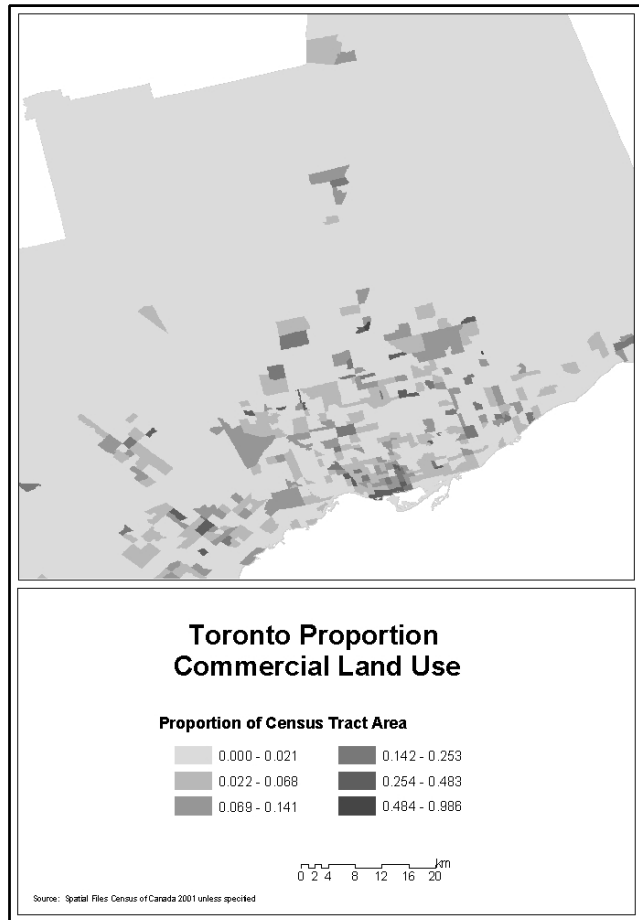 Toronto Proportion
Commercial Land Use
Proportion of Census Tract Area
0.000 - 0.021
0.022 - 0.068
0.069 - 0.141
0.142 - 0.253
0.254 - 0.483
0.484 - 0.986
km
0 2 4 8 12 16 20
Source: Spatial Files Census of Canada 2001 unless specified